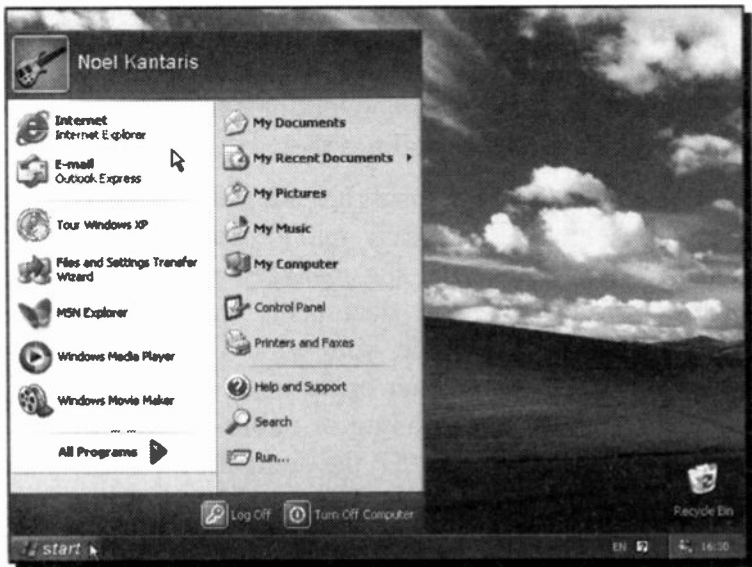 Noel Kantaris
Internet
Internet Explorer
E-mail
Outlook Express
Tour Windows XP
Files and Settings Transfer
Wizard
MSN Explorer
Windows Media Player
Windows Movie Maker
All Programs
My Documents
My Recent Documents
My Pictures
My Music
My Computer
Control Panel
Printers and Faxes
Help and Support
Search
Run...
Log Off
Turn Off Computer
Recycle Bin
start
EN
16:30